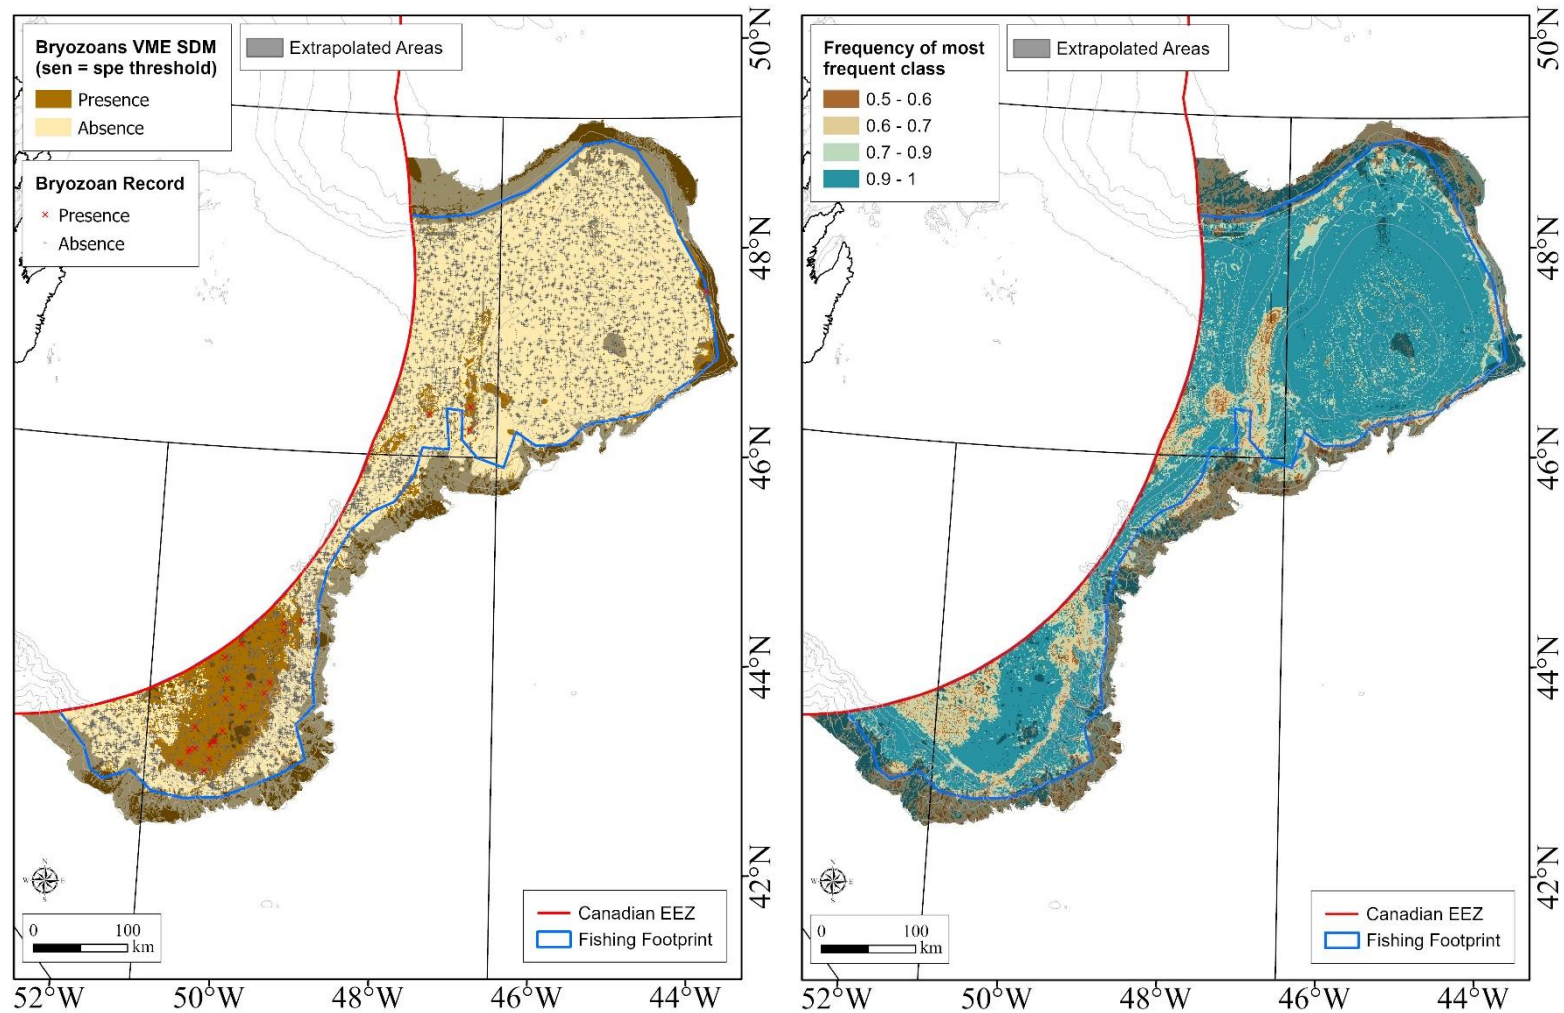 Bryozoans VME SDM
(sen = spe threshold)
Presence
Absence
Extrapolated Areas
Bryozoan Record
Presence
Absence
N
W
E
S
0
100
km
Canadian EEZ
Fishing Footprint
50°N
48°N
46°N
44°N
42°N
52°W
50°W
48°W
46°W
44°W
Frequency of most
frequent class
0.5 - 0.6
0.6 - 0.7
0.7 - 0.9
0.9 - 1
Extrapolated Areas
N
W
E
S
0
100
km
Canadian EEZ
Fishing Footprint
50°N
48°N
46°N
44°N
42°N
52°W
50°W
48°W
46°W
44°W